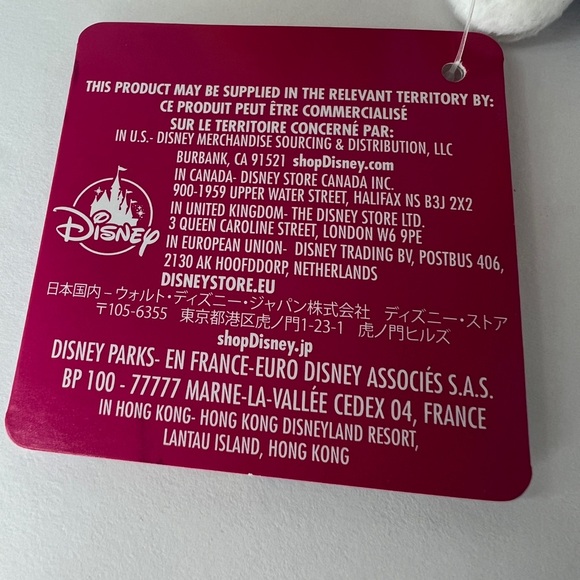 THIS PRODUCT MAY BE SUPPLIED IN THE RELEVANT TERRITORY BY:
CE PRODUIT PEUT ÊTRE COMMERCIALISÉ
SUR LE TERRITOIRE CONCERNÉ PAR:
IN U.S.- DISNEY MERCHANDISE SOURCING & DISTRIBUTION, LLC
BURBANK, CA 91521 shopDisney.com
IN CANADA- DISNEY STORE CANADA INC.
900-1959 UPPER WATER STREET, HALIFAX NS B3J 2X2
IN UNITED KINGDOM- THE DISNEY STORE LTD.
3 QUEEN CAROLINE STREET, LONDON W6 9PE
IN EUROPEAN UNION- DISNEY TRADING BV, POSTBUS 406,
2130 AK HOOFDDORP, NETHERLANDS
DISNEYSTORE.EU
DISNEY
日本国内 – ウォルト・ディズニー・ジャパン株式会社 ディズニー・ストア
〒105-6355 東京都港区虎ノ門1-23-1 虎ノ門ヒルズ
shopDisney.jp
DISNEY PARKS- EN FRANCE-EURO DISNEY ASSOCIÉS S.A.S.
BP 100 - 77777 MARNE-LA-VALLÉE CEDEX 04, FRANCE
IN HONG KONG- HONG KONG DISNEYLAND RESORT,
LANTAU ISLAND, HONG KONG